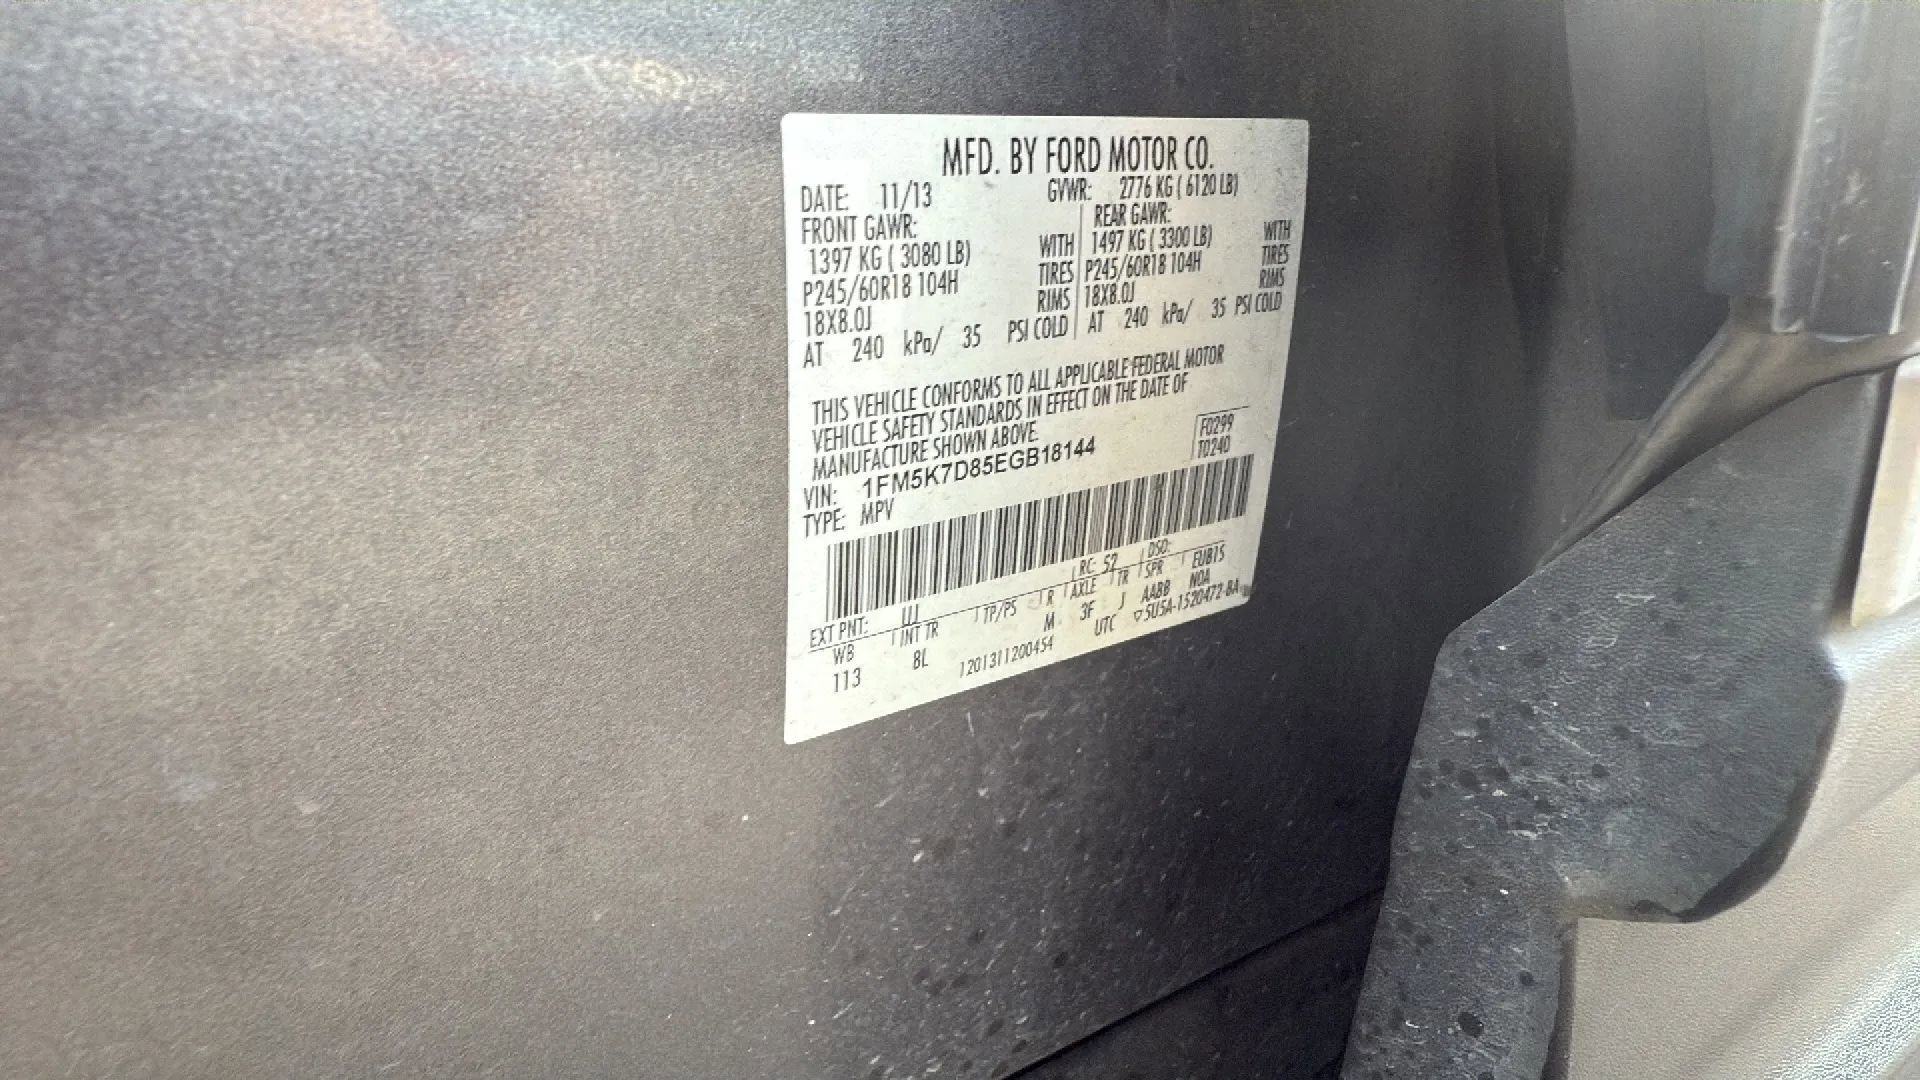 MFD. BY FORD MOTOR CO.
DATE: 11/13 GVWR: 2776 KG ( 6120 LB)
FRONT GAWR: REAR GAWR:
1397 KG ( 3080 LB) WITH 1497 KG ( 3300 LB) WITH
P245/60R18 104H TIRES P245/60R18 104H TIRES
18X8.0J RIMS 18X8.0J RIMS
AT 240 kPa/ 35 PSI COLD AT 240 kPa/ 35 PSI COLD
THIS VEHICLE CONFORMS TO ALL APPLICABLE FEDERAL MOTOR
VEHICLE SAFETY STANDARDS IN EFFECT ON THE DATE OF
MANUFACTURE SHOWN ABOVE.
F0299
T0240
VIN: 1FM5K7D85EGB18144
TYPE: MPV
EXT PNT: UJ RC: 52 DSO: EUB15
WB INT TR TP/PS R AXLE TR SPR NOA
113 BL M 3F J AABB
1201311200454 UTC ▽5U5A-1520472-BA